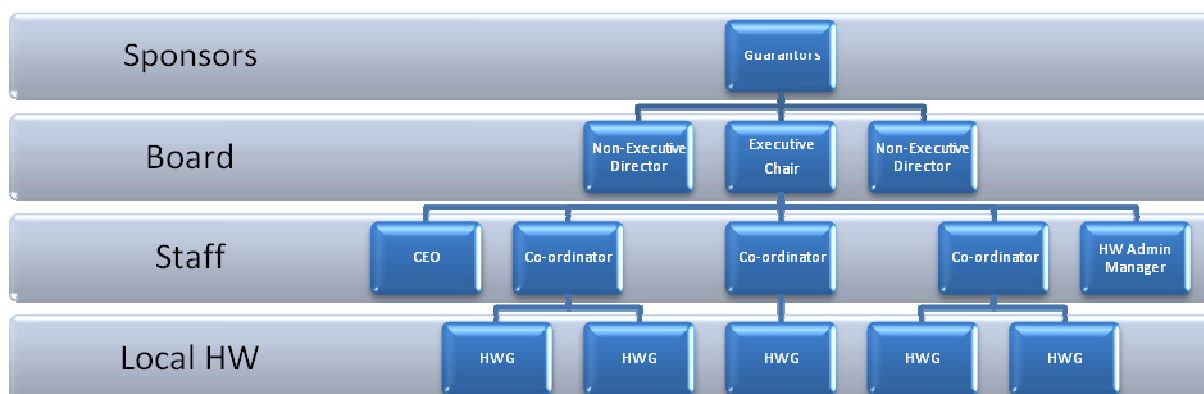 Sponsors
Guarantors
Board
Non-Executive
Director
Executive
Chair
Non-Executive
Director
Staff
CEO
Co-ordinator
Co-ordinator
Co-ordinator
HW Admin
Manager
Local HW
HWG
HWG
HWG
HWG
HWG